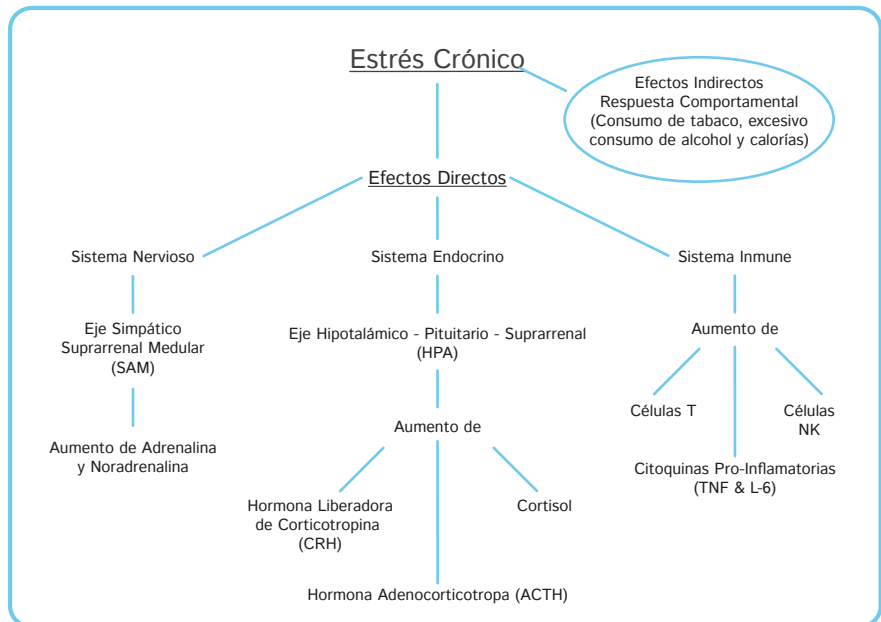 Estrés Crónico
Efectos Indirectos
Respuesta Comportamental
(Consumo de tabaco, excesivo
consumo de alcohol y calorías)
Efectos Directos
Sistema Nervioso
Sistema Endocrino
Sistema Inmune
Eje Simpático
Suprarrenal Medular
(SAM)
Eje Hipotalámico - Pituitario - Suprarrenal
(HPA)
Aumento de
Aumento de Adrenalina
y Noradrenalina
Aumento de
Células T
Células
NK
Citoquinas Pro-Inflamatorias
(TNF & L-6)
Hormona Liberadora
de Corticotropina
(CRH)
Cortisol
Hormona Adenocorticotropa (ACTH)